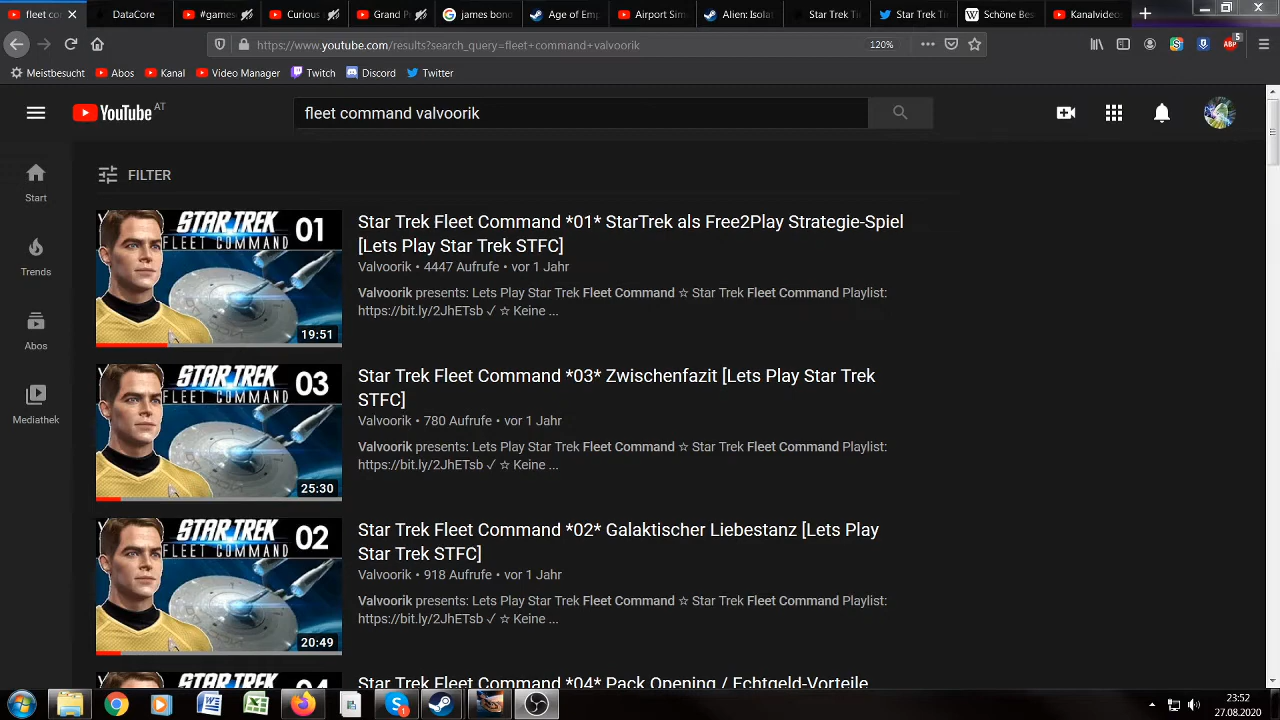 fleet con
DataCore
#games
Curious
Grand P
james bono
Age of Emp
Airport Sim
Alien: Isolat
Star Trek Ti
Star Trek Ti
Schöne Bes
Kanalvideo
https://www.youtube.com/results?search_query=fleet+command+valvoorik
120%
5
ABP
Meistbesucht
Abos
Kanal
Video Manager
Twitch
Discord
Twitter
YouTube AT
fleet command valvoorik
Start
Trends
Abos
Mediathek
FILTER
STAR TREK 01
FLEET COMMAND
19:51
Star Trek Fleet Command *01* StarTrek als Free2Play Strategie-Spiel
[Lets Play Star Trek STFC]
Valvoorik • 4447 Aufrufe • vor 1 Jahr
Valvoorik presents: Lets Play Star Trek Fleet Command ☆ Star Trek Fleet Command Playlist:
https://bit.ly/2JhETsb ✓ ☆ Keine ...
STAR TREK 03
FLEET COMMAND
25:30
Star Trek Fleet Command *03* Zwischenfazit [Lets Play Star Trek
STFC]
Valvoorik • 780 Aufrufe • vor 1 Jahr
Valvoorik presents: Lets Play Star Trek Fleet Command ☆ Star Trek Fleet Command Playlist:
https://bit.ly/2JhETsb ✓ ☆ Keine ...
STAR TREK 02
FLEET COMMAND
20:49
Star Trek Fleet Command *02* Galaktischer Liebestanz [Lets Play
Star Trek STFC]
Valvoorik • 918 Aufrufe • vor 1 Jahr
Valvoorik presents: Lets Play Star Trek Fleet Command ☆ Star Trek Fleet Command Playlist:
https://bit.ly/2JhETsb ✓ ☆ Keine ...
STAR TREK 04
Star Trek Fleet Command *04* Pack Opening / Echtgeld-Vorteile
23:52
27.08.2020